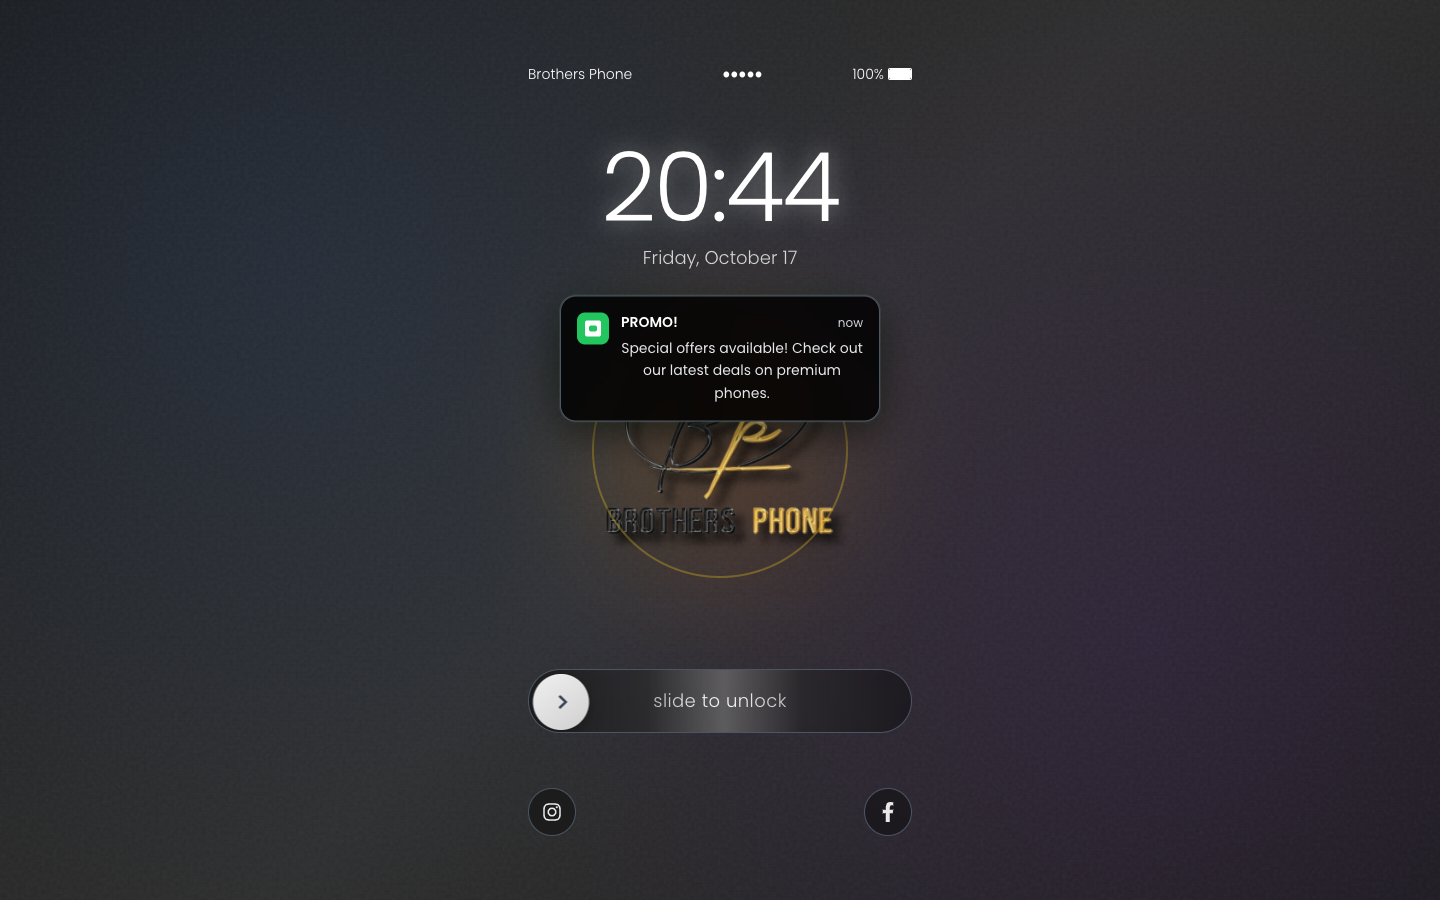 Brothers Phone
100%
20:44
Friday, October 17
PROMO!
now
Special offers available! Check out
our latest deals on premium
phones.
Bp
BROTHERS PHONE
slide to unlock